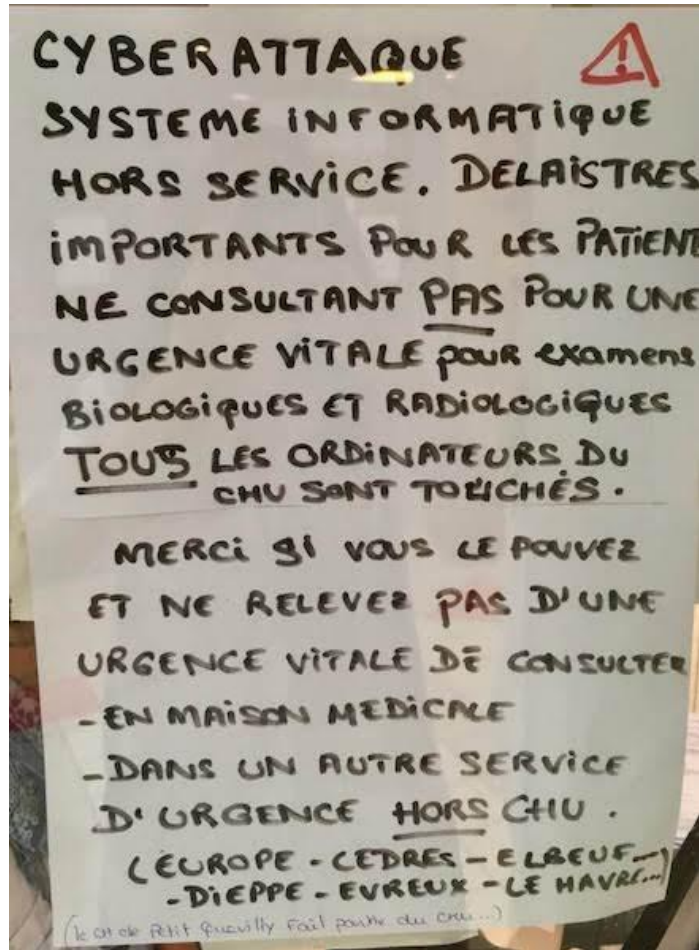 CYBERATTAQUE
SYSTEME INFORMATIQUE
HORS SERVICE. DELAIS TRES
IMPORTANTS POUR LES PATIENT
NE CONSULTANT PAS POUR UNE
URGENCE VITALE pour examens
BIOLOGIQUES ET RADIOLOGIQUES
TOUS LES ORDINATEURS DU
CHU SONT TOUCHÉS.
MERCI SI VOUS LE POUVEZ
ET NE RELEVEZ PAS D'UNE
URGENCE VITALE DE CONSULTER
- EN MAISON MEDICALE
- DANS UN AUTRE SERVICE
D'URGENCE HORS CHU.
(EUROPE - CEDRES - ELBEUF...
- DIEPPE - EVREUX - LE HAVRE...)
de Petit Quevilly fait partie du CHU...)